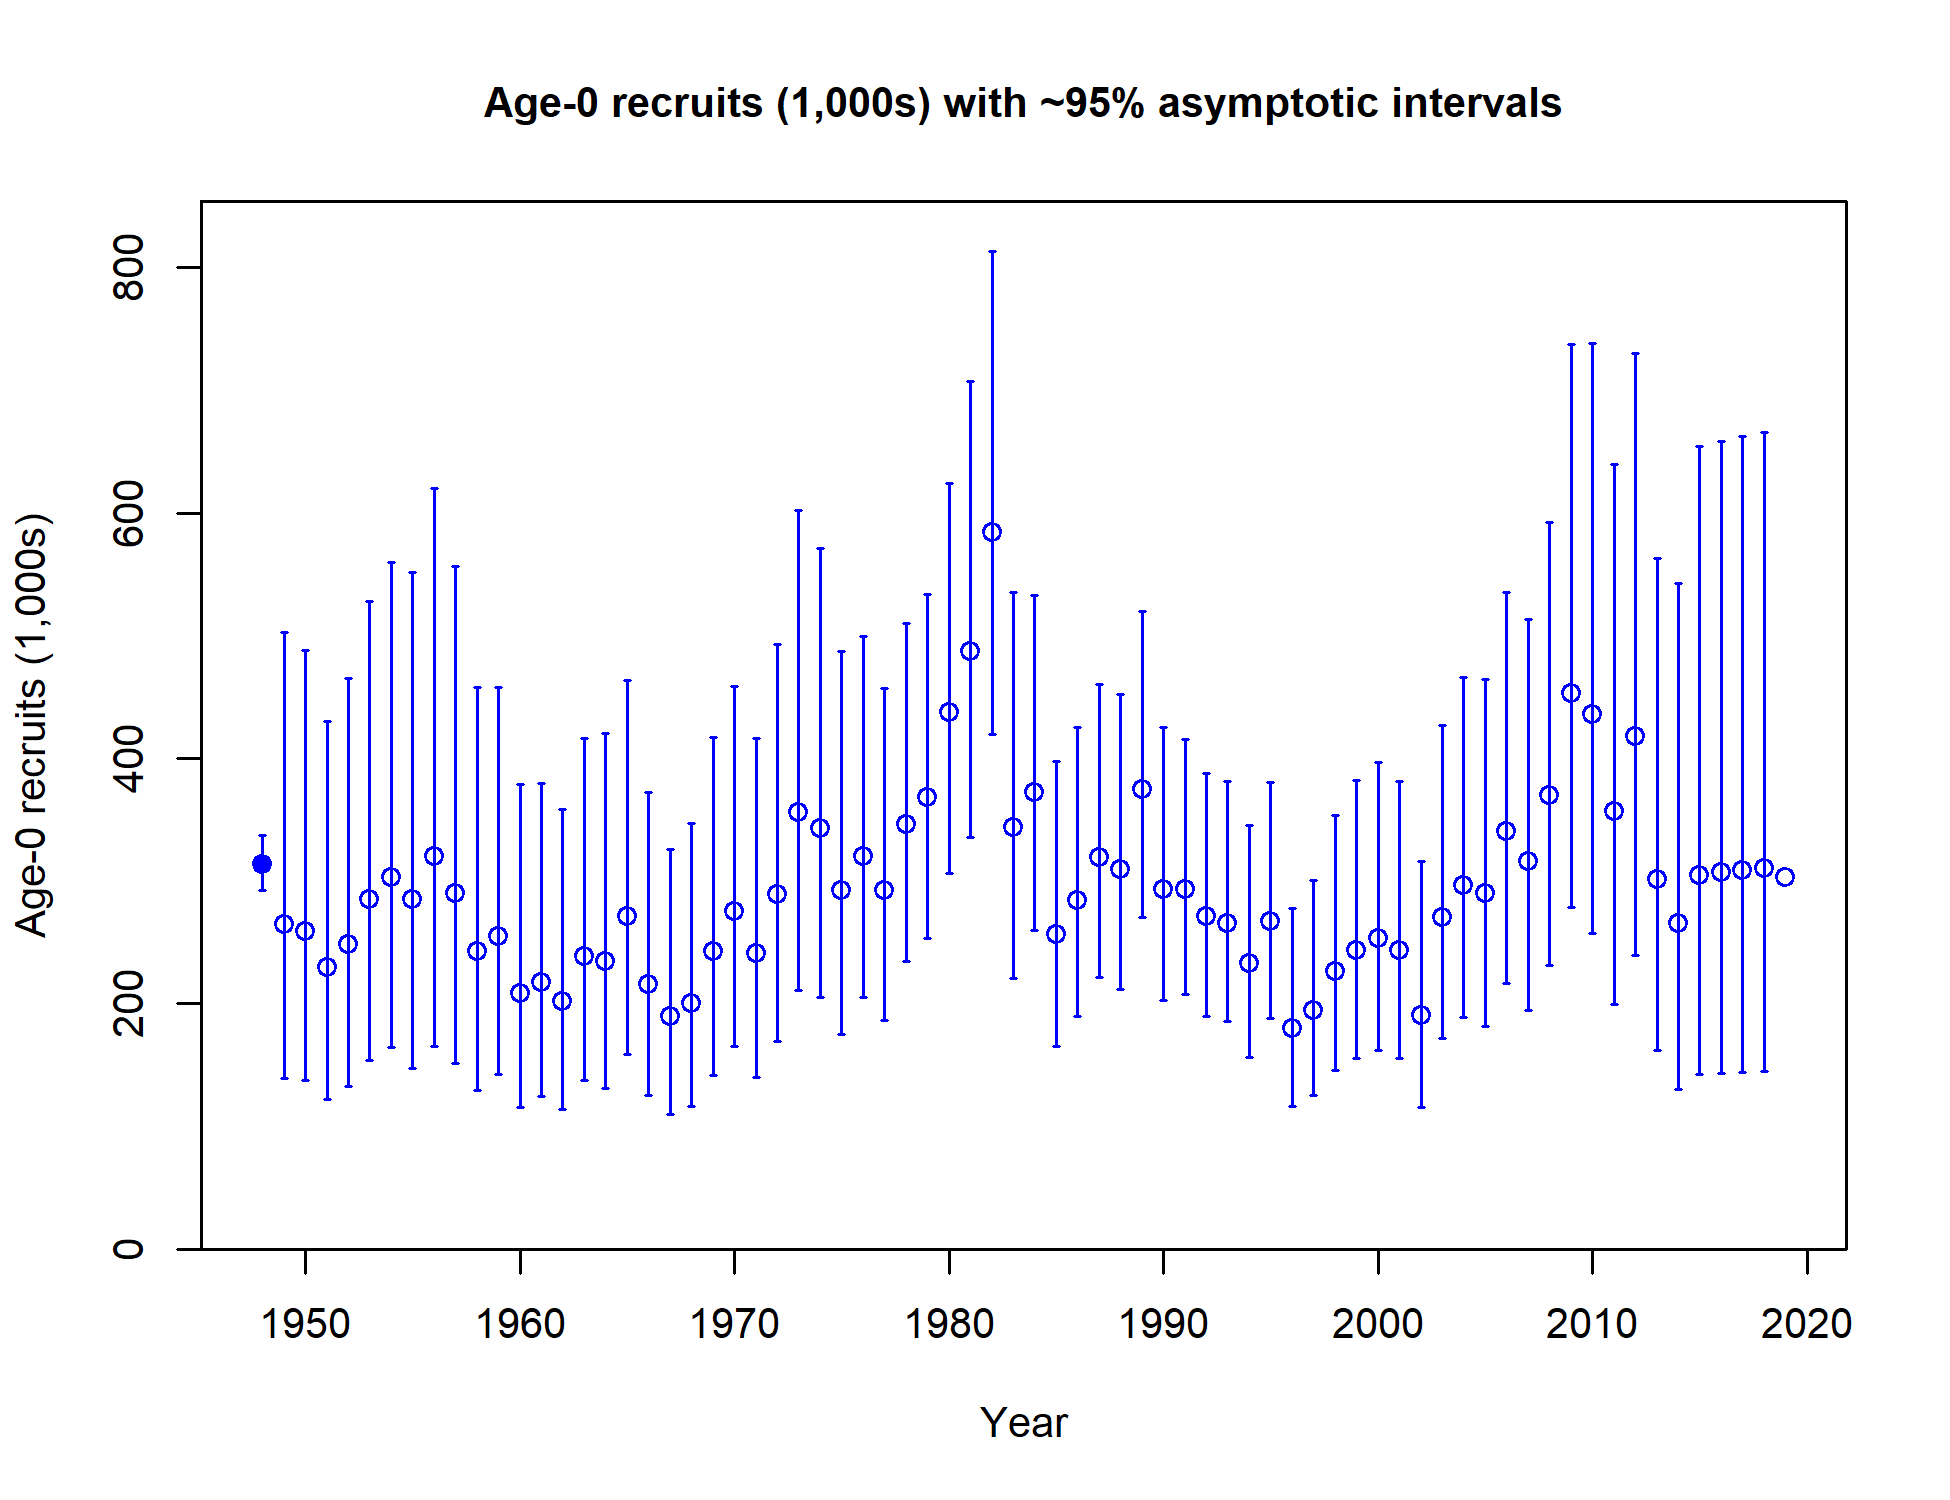 Age-0 recruits (1,000s) with ~95% asymptotic intervals
Age-0 recruits (1,000s)
800
600
400
200
0
1950 1960 1970 1980 1990 2000 2010 2020
Year